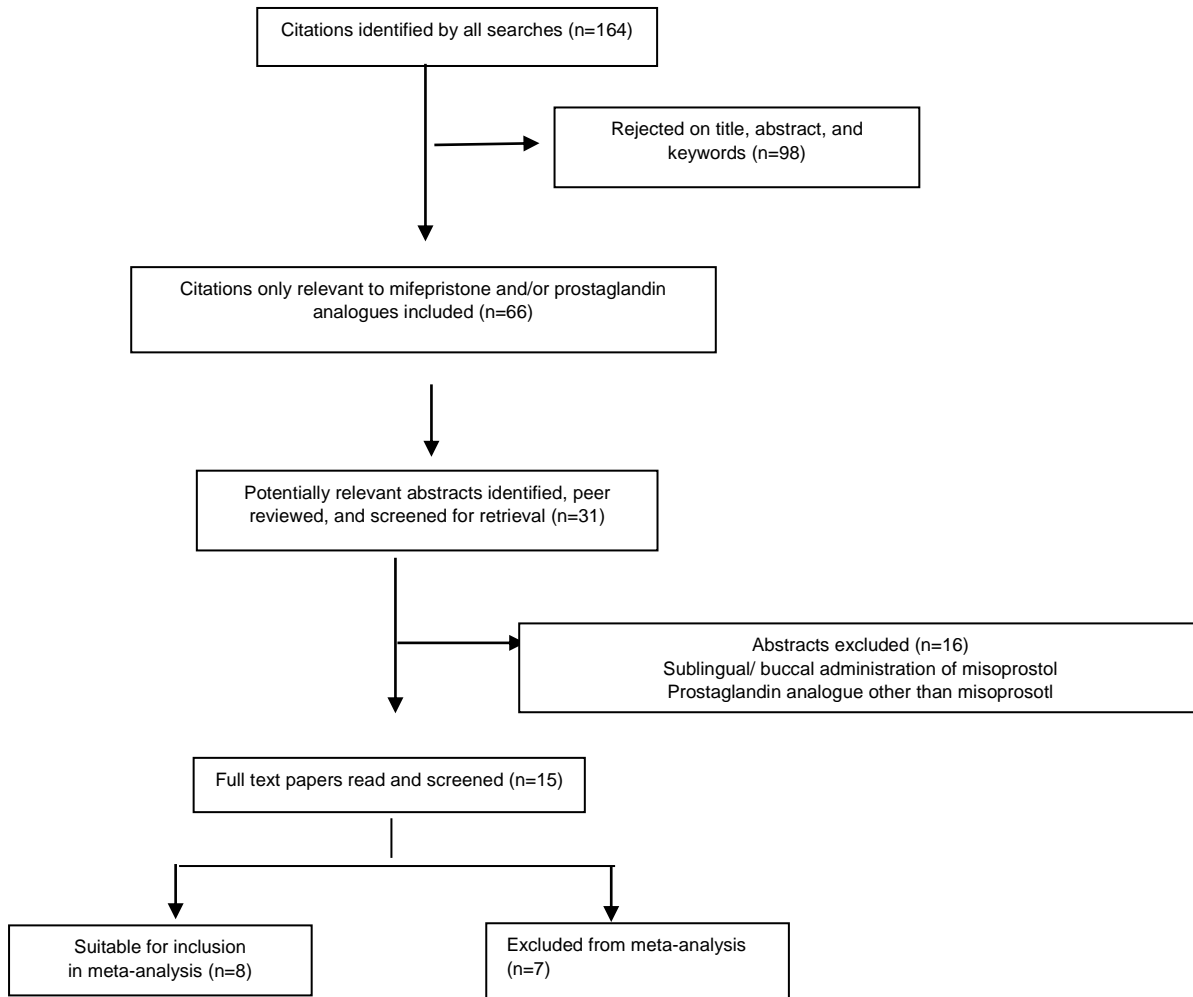 Citations identified by all searches (n=164)
Rejected on title, abstract, and
keywords (n=98)
Citations only relevant to mifepristone and/or prostaglandin
analogues included (n=66)
Potentially relevant abstracts identified, peer
reviewed, and screened for retrieval (n=31)
Abstracts excluded (n=16)
Sublingual/ buccal administration of misoprostol
Prostaglandin analogue other than misoprosotl
Full text papers read and screened (n=15)
Suitable for inclusion
in meta-analysis (n=8)
Excluded from meta-analysis
(n=7)